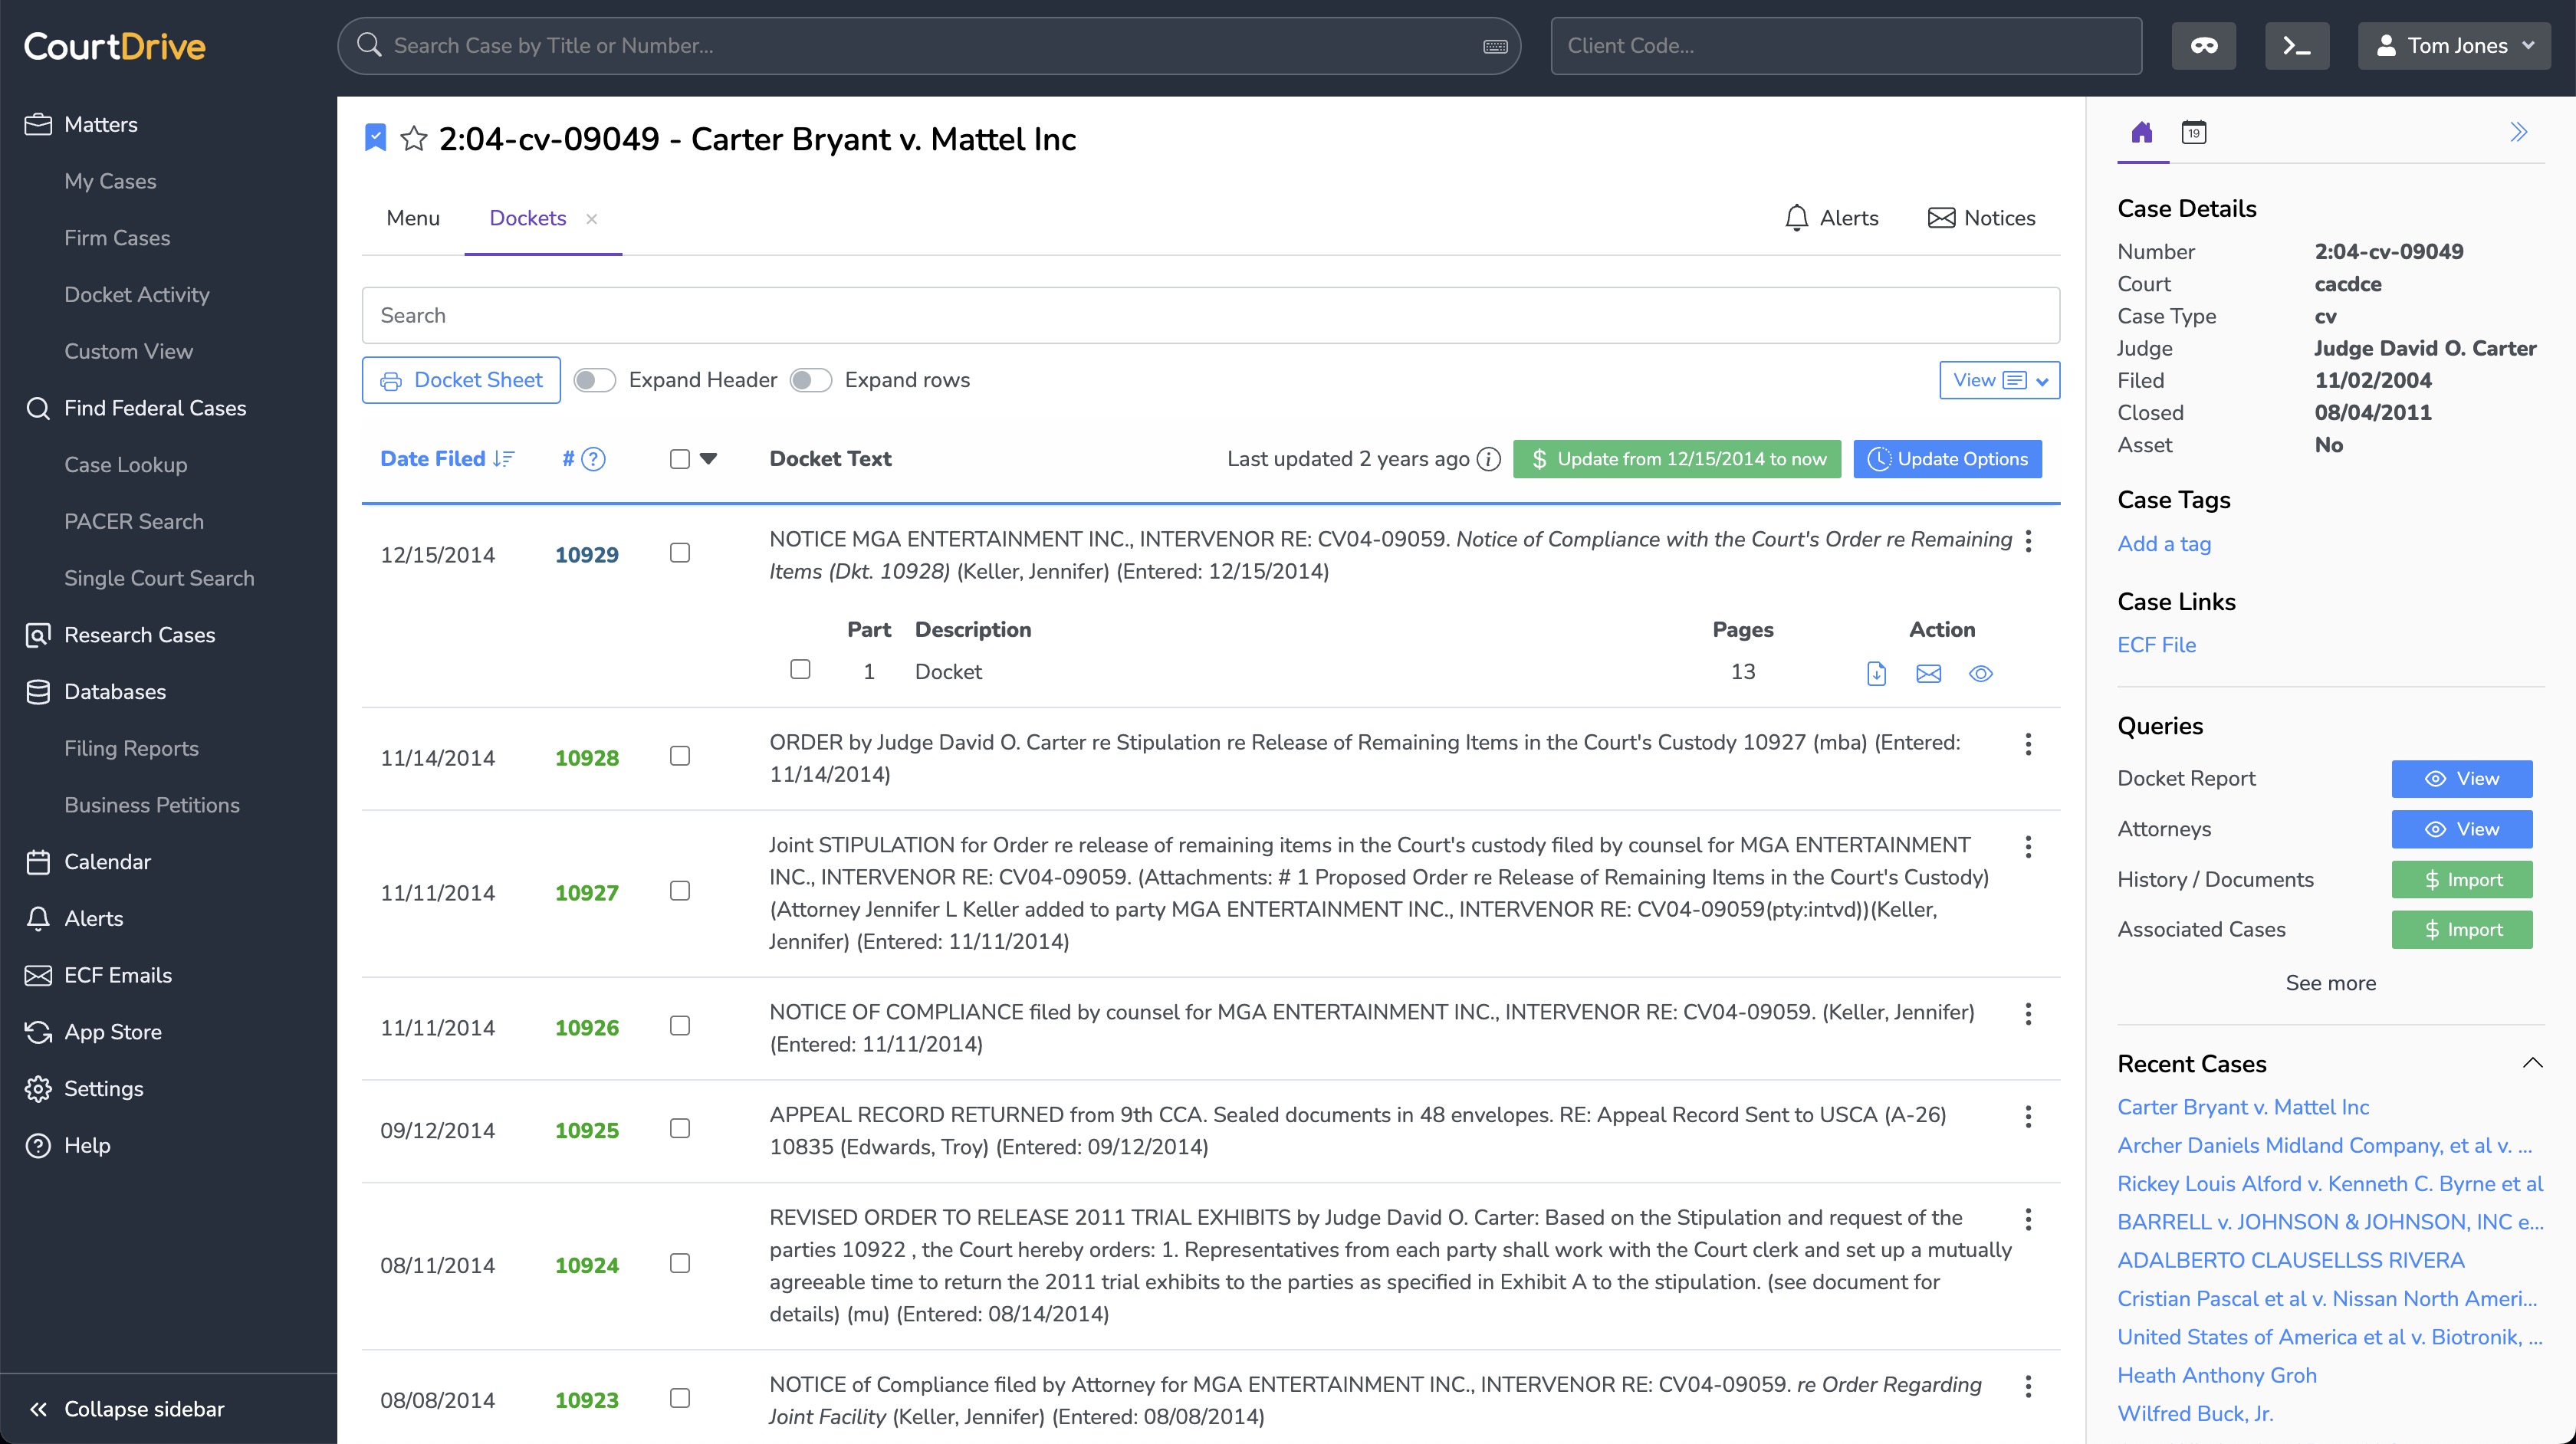 CourtDrive
Search Case by Title or Number...
Client Code...
Tom Jones
Matters
My Cases
Firm Cases
Docket Activity
Custom View
Find Federal Cases
Case Lookup
PACER Search
Single Court Search
Research Cases
Databases
Filing Reports
Business Petitions
Calendar
Alerts
ECF Emails
App Store
Settings
Help
Collapse sidebar
2:04-cv-09049 - Carter Bryant v. Mattel Inc
Menu
Dockets
Alerts
Notices
Search
Docket Sheet
Expand Header
Expand rows
View
Date Filed
# ?
Docket Text
Last updated 2 years ago
$ Update from 12/15/2014 to now
Update Options
12/15/2014 10929
NOTICE MGA ENTERTAINMENT INC., INTERVENOR RE: CV04-09059. Notice of Compliance with the Court's Order re Remaining
Items (Dkt. 10928) (Keller, Jennifer) (Entered: 12/15/2014)
Part Description Pages Action
1 Docket 13
11/14/2014 10928
ORDER by Judge David O. Carter re Stipulation re Release of Remaining Items in the Court's Custody 10927 (mba) (Entered:
11/14/2014)
11/11/2014 10927
Joint STIPULATION for Order re release of remaining items in the Court's custody filed by counsel for MGA ENTERTAINMENT
INC., INTERVENOR RE: CV04-09059. (Attachments: # 1 Proposed Order re Release of Remaining Items in the Court's Custody)
(Attorney Jennifer L Keller added to party MGA ENTERTAINMENT INC., INTERVENOR RE: CV04-09059(pty:intvd))(Keller,
Jennifer) (Entered: 11/11/2014)
11/11/2014 10926
NOTICE OF COMPLIANCE filed by counsel for MGA ENTERTAINMENT INC., INTERVENOR RE: CV04-09059. (Keller, Jennifer)
(Entered: 11/11/2014)
09/12/2014 10925
APPEAL RECORD RETURNED from 9th CCA. Sealed documents in 48 envelopes. RE: Appeal Record Sent to USCA (A-26)
10835 (Edwards, Troy) (Entered: 09/12/2014)
08/11/2014 10924
REVISED ORDER TO RELEASE 2011 TRIAL EXHIBITS by Judge David O. Carter: Based on the Stipulation and request of the
parties 10922 , the Court hereby orders: 1. Representatives from each party shall work with the Court clerk and set up a mutually
agreeable time to return the 2011 trial exhibits to the parties as specified in Exhibit A to the stipulation. (see document for
details) (mu) (Entered: 08/14/2014)
08/08/2014 10923
NOTICE of Compliance filed by Attorney for MGA ENTERTAINMENT INC., INTERVENOR RE: CV04-09059. re Order Regarding
Joint Facility (Keller, Jennifer) (Entered: 08/08/2014)
19
Case Details
Number 2:04-cv-09049
Court cacdce
Case Type cv
Judge Judge David O. Carter
Filed 11/02/2004
Closed 08/04/2011
Asset No
Case Tags
Add a tag
Case Links
ECF File
Queries
Docket Report View
Attorneys View
History / Documents $ Import
Associated Cases $ Import
See more
Recent Cases
Carter Bryant v. Mattel Inc
Archer Daniels Midland Company, et al v. ...
Rickey Louis Alford v. Kenneth C. Byrne et al
BARRELL v. JOHNSON & JOHNSON, INC e...
ADALBERTO CLAUSELLSS RIVERA
Cristian Pascal et al v. Nissan North Ameri...
United States of America et al v. Biotronik, ...
Heath Anthony Groh
Wilfred Buck, Jr.